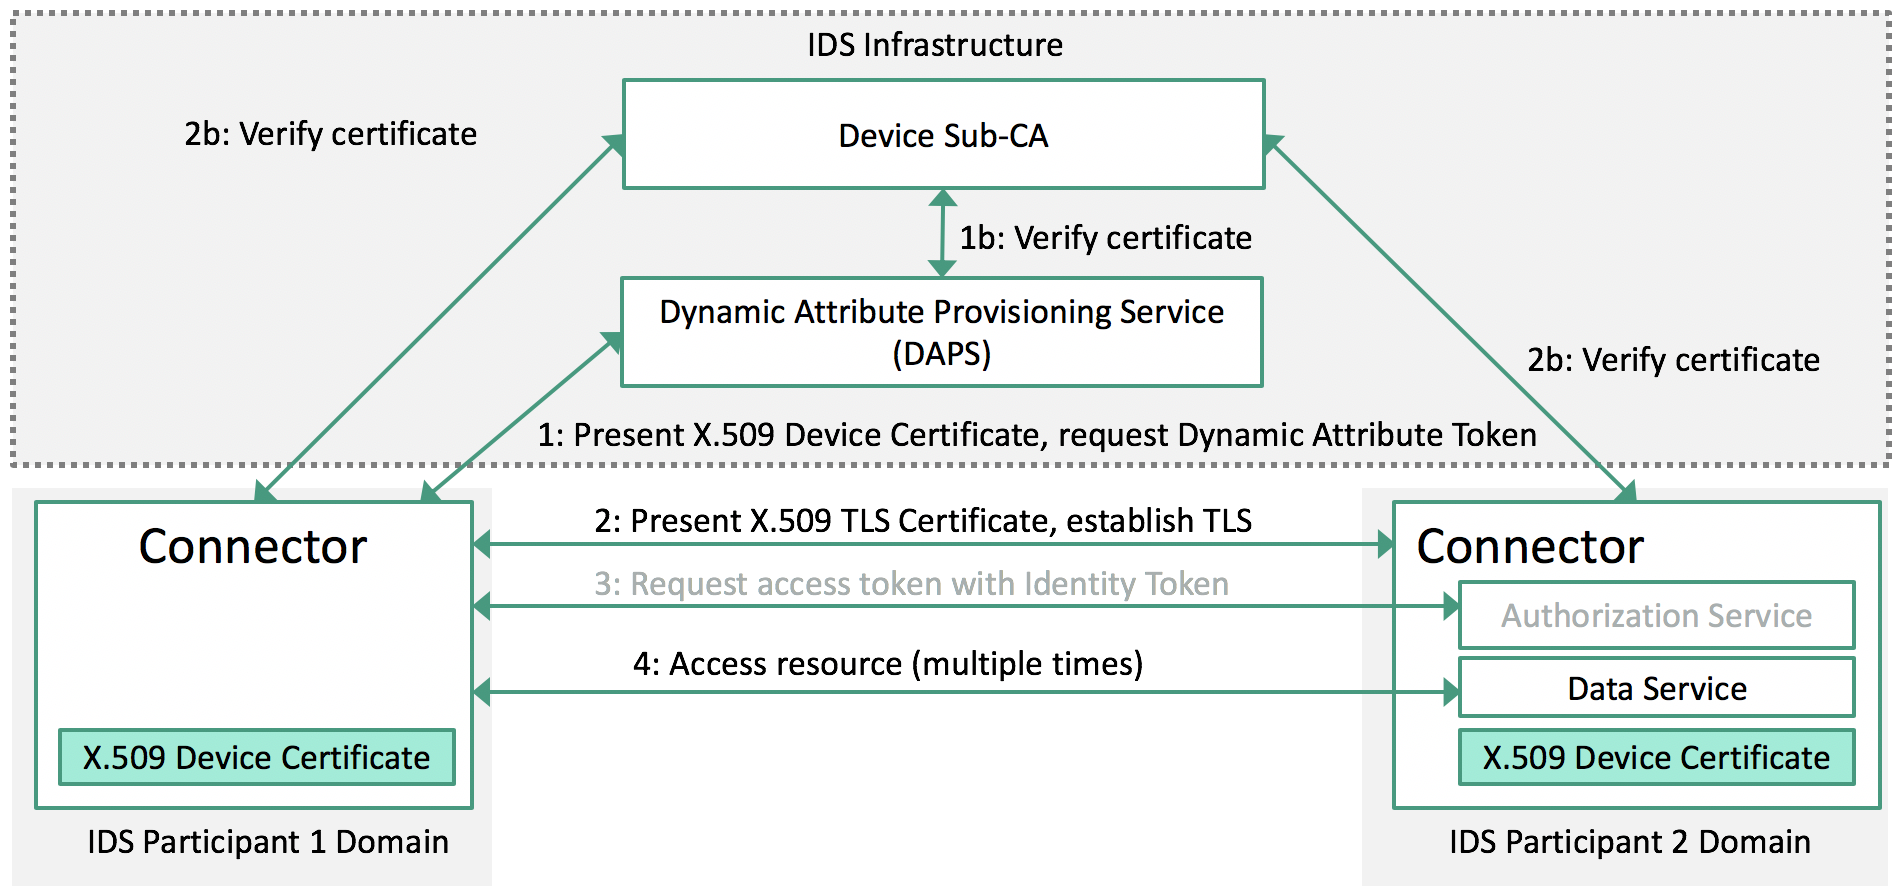 IDS Infrastructure
Device Sub-CA
2b: Verify certificate
1b: Verify certificate
Dynamic Attribute Provisioning Service
(DAPS)
2b: Verify certificate
1: Present X.509 Device Certificate, request Dynamic Attribute Token
Connector
2: Present X.509 TLS Certificate, establish TLS
3: Request access token with Identity Token
4: Access resource (multiple times)
X.509 Device Certificate
IDS Participant 1 Domain
Connector
Authorization Service
Data Service
X.509 Device Certificate
IDS Participant 2 Domain